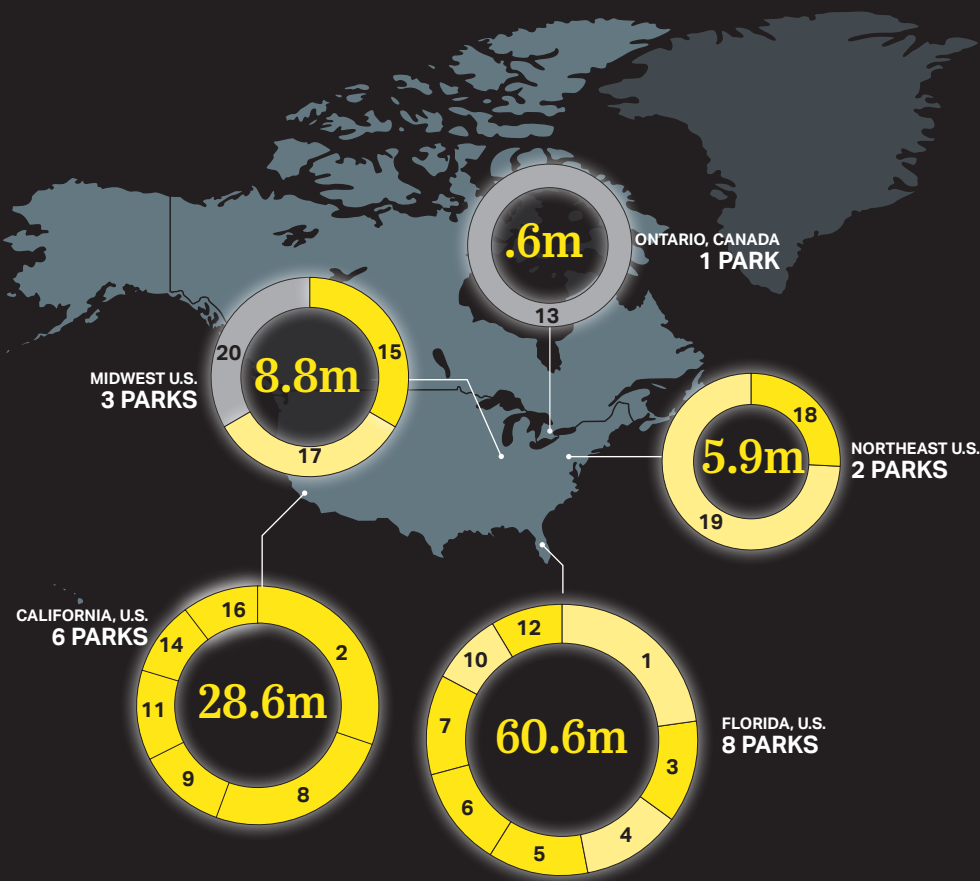 .6m
13
ONTARIO, CANADA
1 PARK
20
15
8.8m
17
MIDWEST U.S.
3 PARKS
18
5.9m
19
NORTHEAST U.S.
2 PARKS
CALIFORNIA, U.S.
6 PARKS
16
14
2
11
28.6m
9
8
12
10
1
7
60.6m
3
6
4
5
FLORIDA, U.S.
8 PARKS